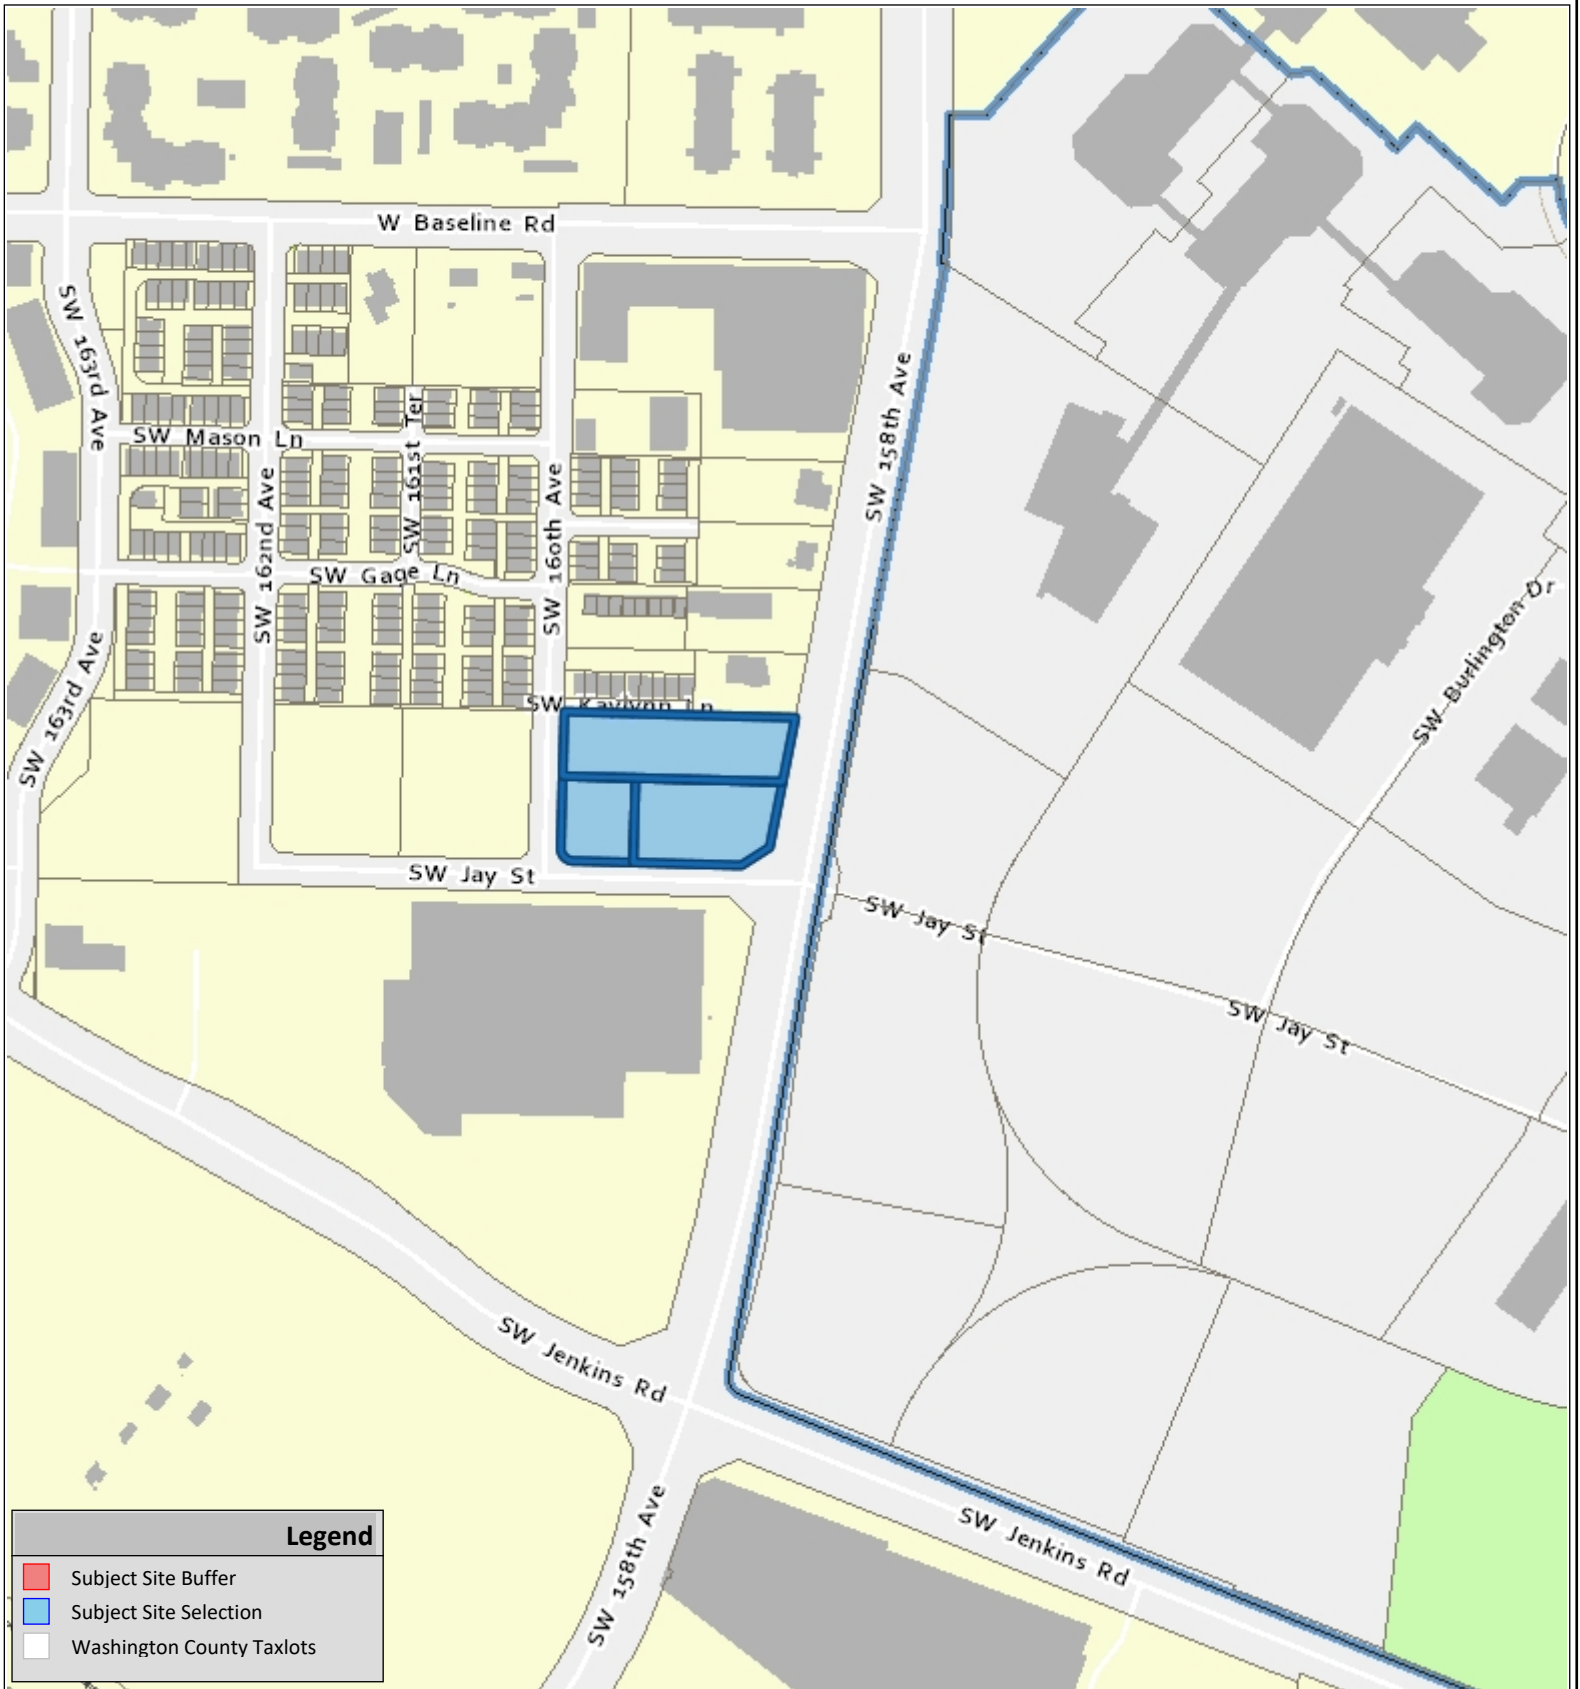 W Baseline Rd
SW 163rd Ave
SW 158th Ave
SW 161st Ter
SW Mason Ln
SW 162nd Ave
SW 160th Ave
SW Gage Ln
SW Burlington Dr
SW 163rd Ave
SW Kaylynn Ln
SW Jay St
SW Jay St
SW Jay St
SW Jenkins Rd
SW 158th Ave
SW Jenkins Rd
Legend
Subject Site Buffer
Subject Site Selection
Washington County Taxlots